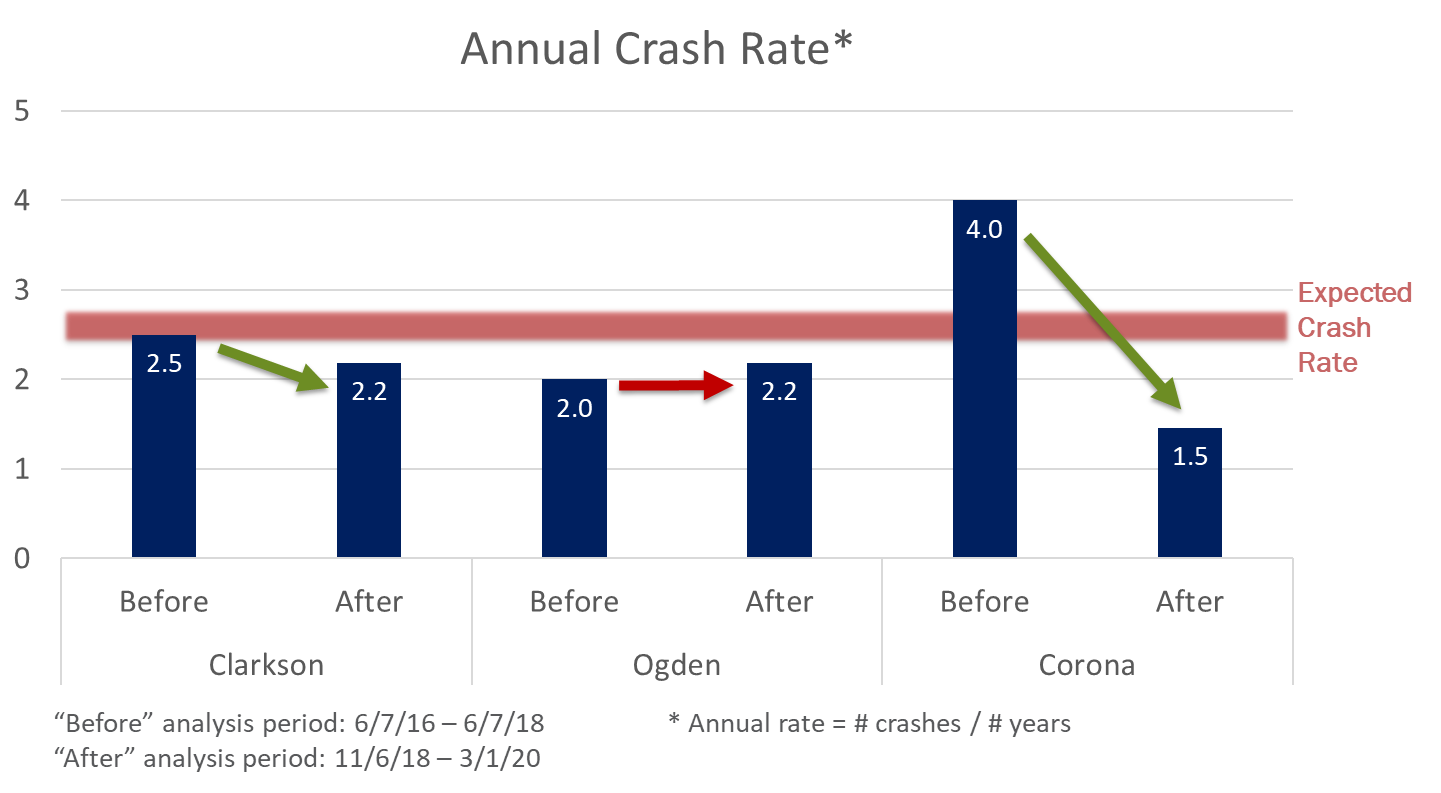 Annual Crash Rate*
5
4
3
2
1
0
2.5
2.2
2.0
2.2
4.0
1.5
Expected
Crash
Rate
Before After Before After Before After
Clarkson Ogden Corona
“Before” analysis period: 6/7/16 – 6/7/18
* Annual rate = # crashes / # years
“After” analysis period: 11/6/18 – 3/1/20